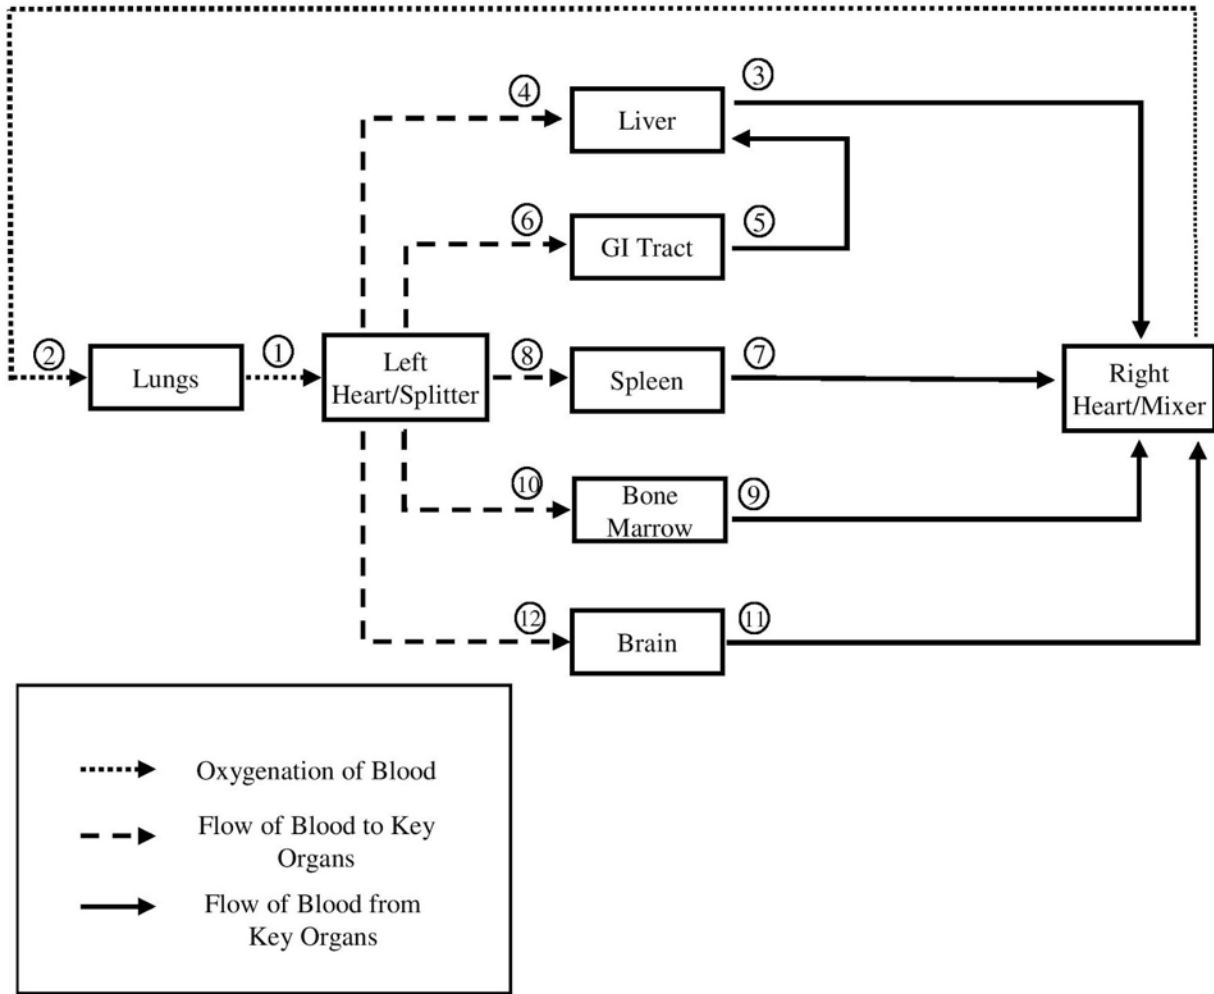 ③
④
Liver
⑥
⑤
GI Tract
②
①
⑧
⑦
Lungs
Left
Heart/Splitter
Spleen
Right
Heart/Mixer
⑩
⑨
Bone
Marrow
⑫
⑪
Brain
Oxygenation of Blood
Flow of Blood to Key
Organs
Flow of Blood from
Key Organs